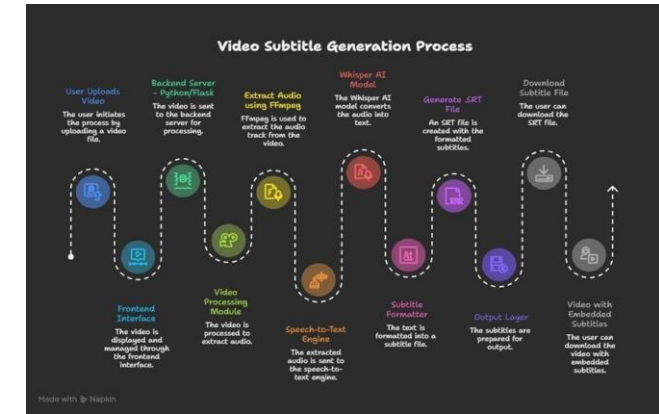 Video Subtitle Generation Process
User Uploads
Video
The user initiates
the process by
uploading a video
file.
Frontend
Interface
The video is
displayed and
managed through
the frontend
interface.
Backend Server
- Python/Flask
The video is sent
to the backend
server for
processing.
Video
Processing
Module
The video is
processed to
extract audio.
Extract Audio
using FFmpeg
FFmpeg is used to
extract the audio
track from the
video.
Speech-to-Text
Engine
The extracted
audio is sent to
the speech-to-
text engine.
Whisper AI
Model
The Whisper AI
model converts
the audio into
text.
Subtitle
Formatter
The text is
formatted into a
subtitle file.
Generate .SRT
File
An SRT file is
created with the
formatted
subtitles.
Output Layer
The subtitles are
prepared for
output.
Download
Subtitle File
The user can
download the
SRT file.
Video with
Embedded
Subtitles
The user can
download the
video with
embedded
subtitles.
Made with Napkin